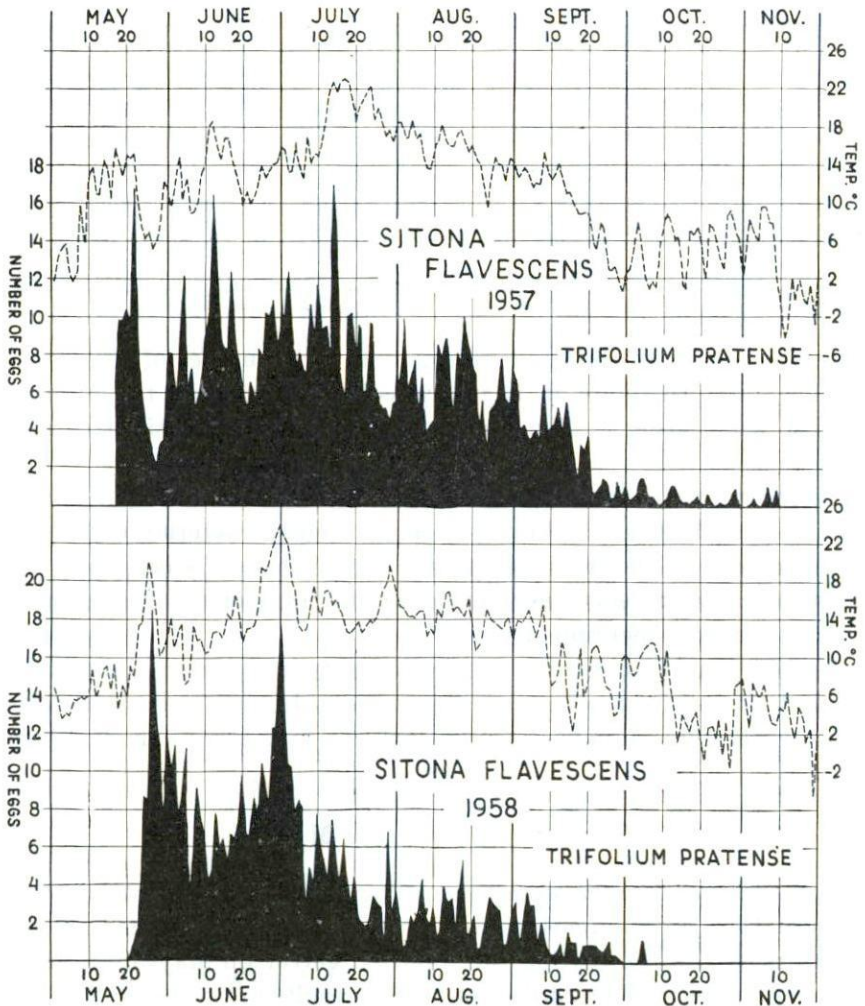 MAY JUNE JULY AUG. SEPT. OCT. NOV.
10 20 10 20 10 20 10 20 10 20 10 20 10
26
22
18
14
10
6
2
-2
-6
TEMP. °C
18
16
14
12
10
8
6
4
2
NUMBER OF EGGS
SITONA
FLAVESCENS
1957
TRIFOLIUM PRATENSE
26
22
18
14
10
6
2
-2
TEMP. °C
20
18
16
14
12
10
8
6
4
2
NUMBER OF EGGS
SITONA FLAVESCENS
1958
TRIFOLIUM PRATENSE
10 20 10 20 10 20 10 20 10 20 10 20 10
MAY JUNE JULY AUG. SEPT. OCT. NOV.